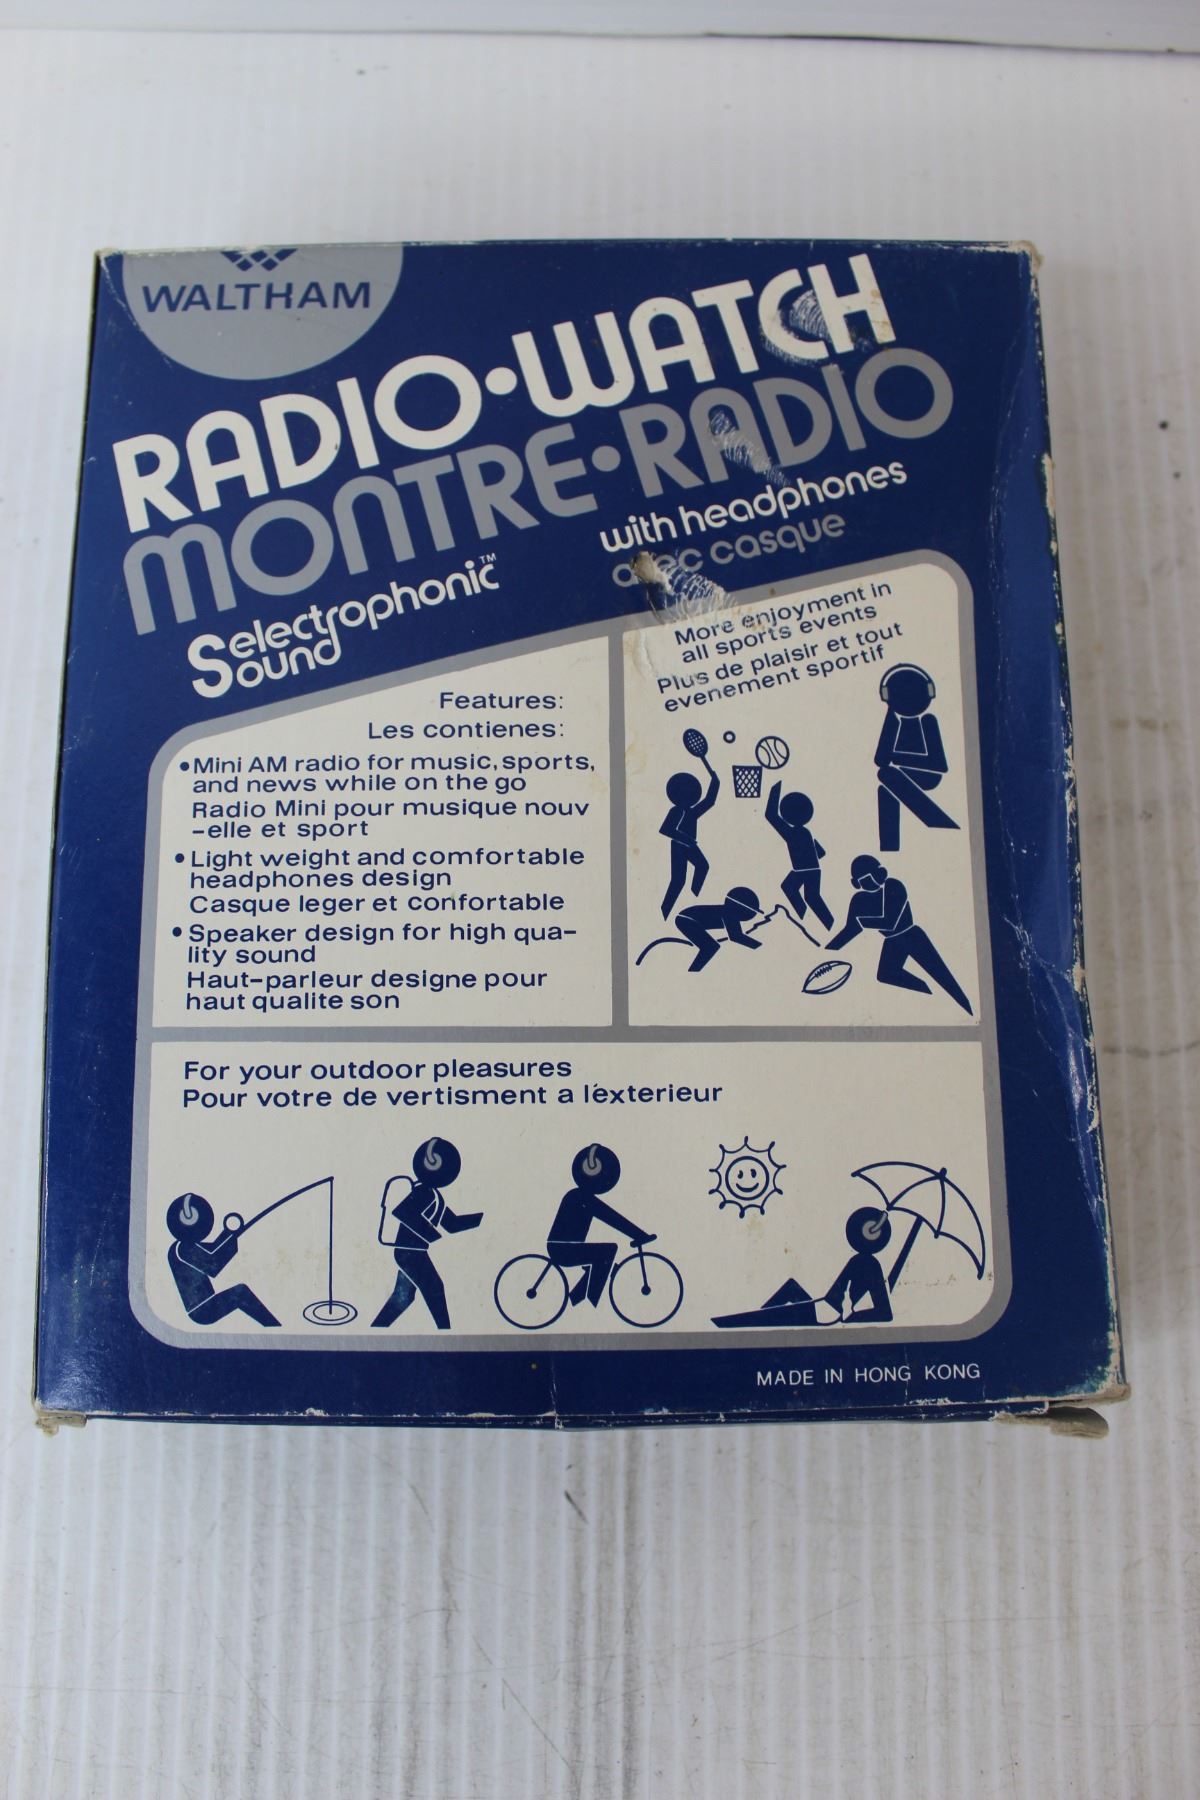 WALTHAM
RADIO•WATCH
MONTRE•RADIO
with headphones
avec casque
Selectrophonic™
Sound
More enjoyment in
all sports events
Plus de plaisir et tout
evenement sportif
Features:
Les contienes:
•Mini AM radio for music, sports,
and news while on the go
Radio Mini pour musique nouv
-elle et sport
•Light weight and comfortable
headphones design
Casque leger et confortable
•Speaker design for high qua-
lity sound
Haut-parleur designe pour
haut qualite son
For your outdoor pleasures
Pour votre de vertisment a léxterieur
MADE IN HONG KONG